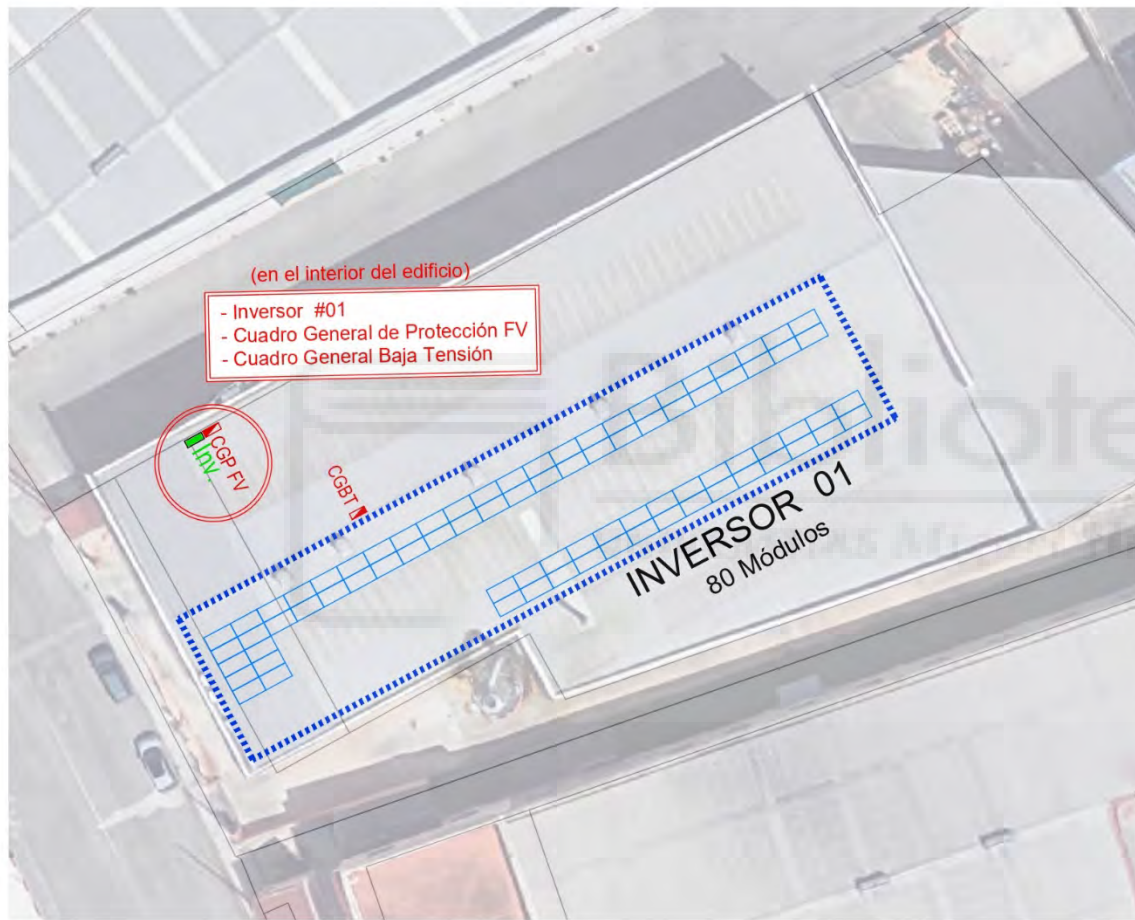 (en el interior del edificio)
- Inversor #01
- Cuadro General de Protección FV
- Cuadro General Baja Tensión
Inv.
CGP FV
CGBT
INVERSOR 01
80 Módulos
Bibliote